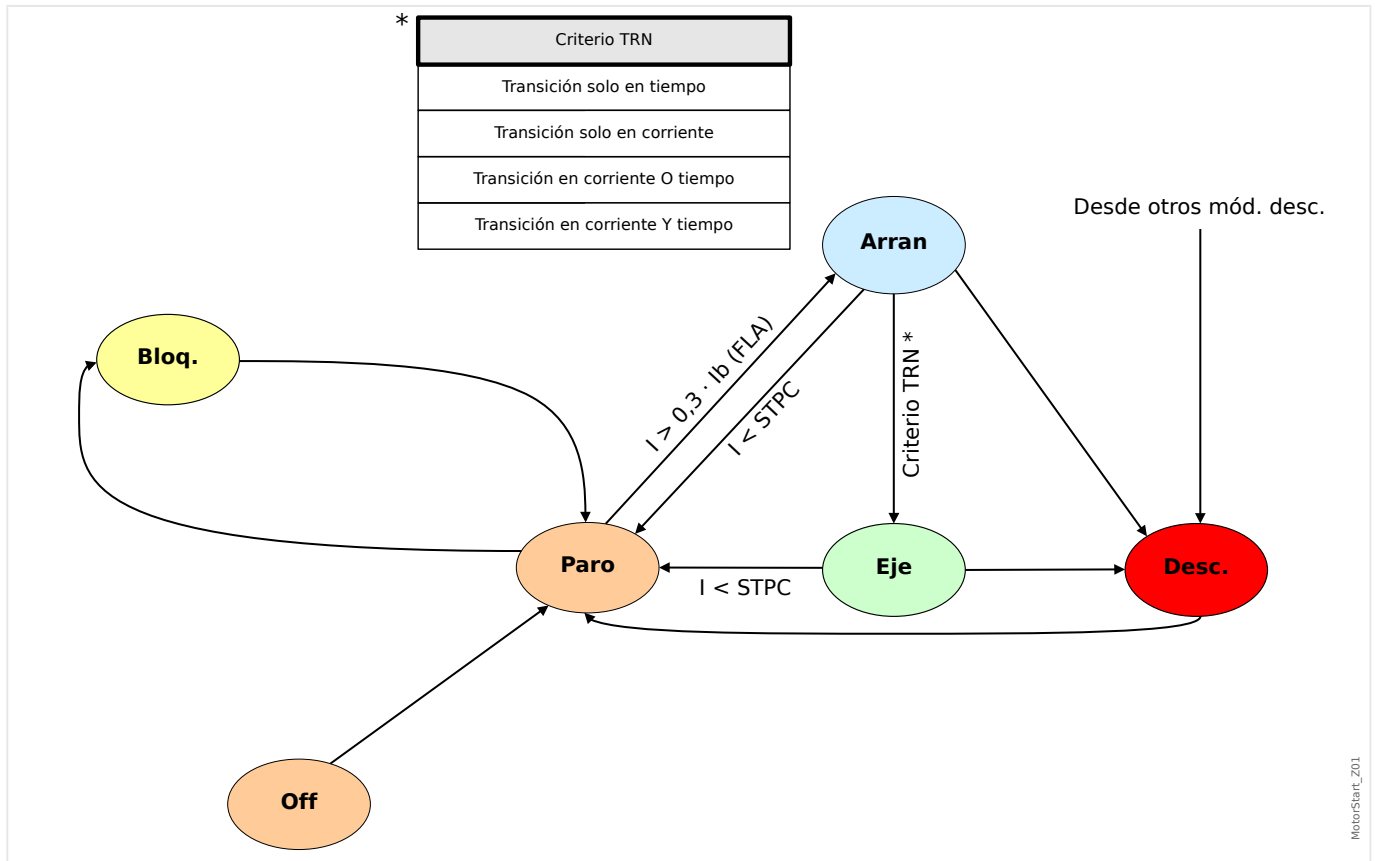 *
Criterio TRN
Transición solo en tiempo
Transición solo en corriente
Transición en corriente O tiempo
Transición en corriente Y tiempo
Desde otros mód. desc.
Arran
Bloq.
I > 0,3 · Ib (FLA)
I < STPC
Criterio TRN *
Paro
Eje
Desc.
I < STPC
Off
MotorStart_Z01